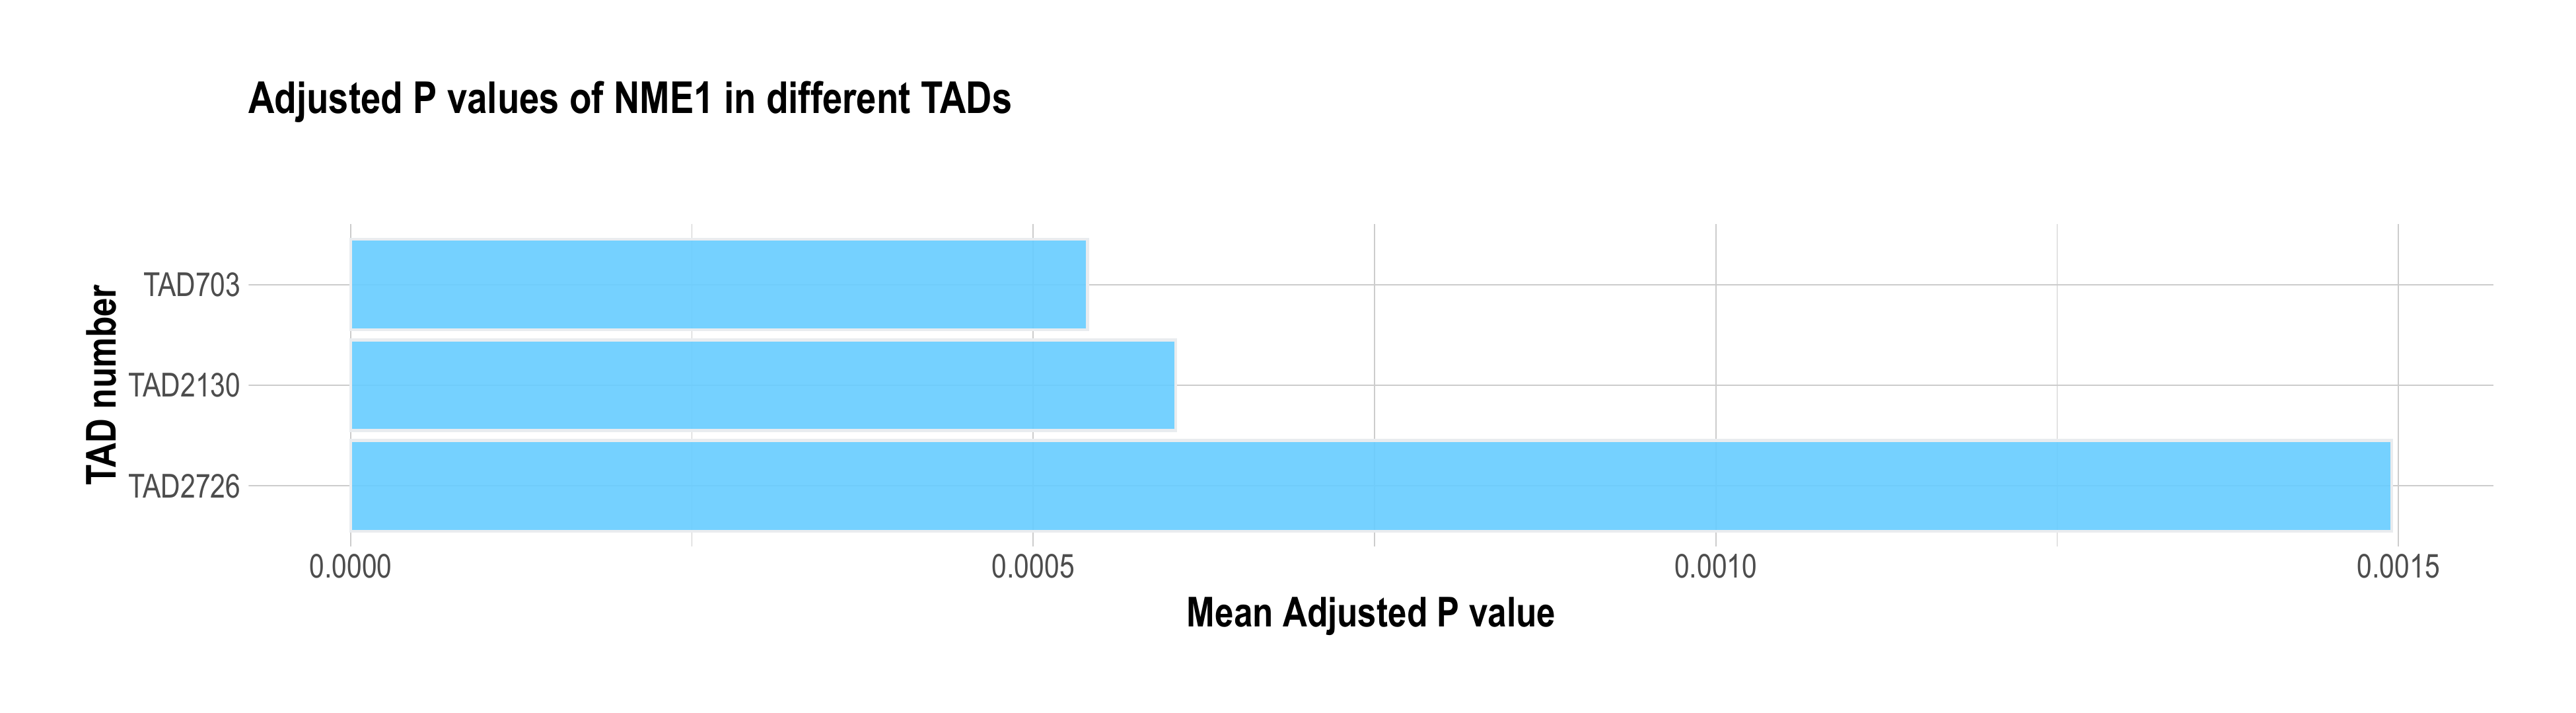 Adjusted P values of NME1 in different TADs
TAD number
TAD703
TAD2130
TAD2726
0.0000
0.0005
0.0010
0.0015
Mean Adjusted P value